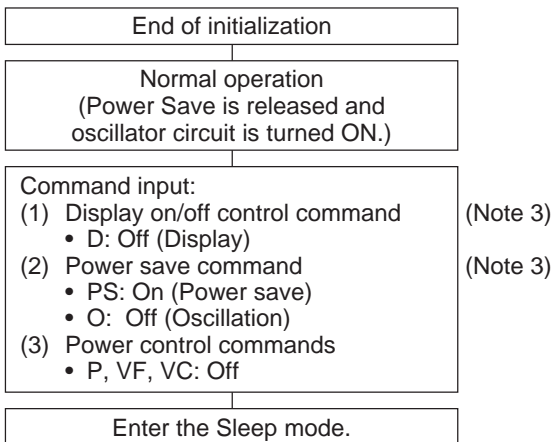 End of initialization
Normal operation
(Power Save is released and
oscillator circuit is turned ON.)
Command input:
(1) Display on/off control command (Note 3)
• D: Off (Display)
(2) Power save command (Note 3)
• PS: On (Power save)
• O: Off (Oscillation)
(3) Power control commands
• P, VF, VC: Off
Enter the Sleep mode.